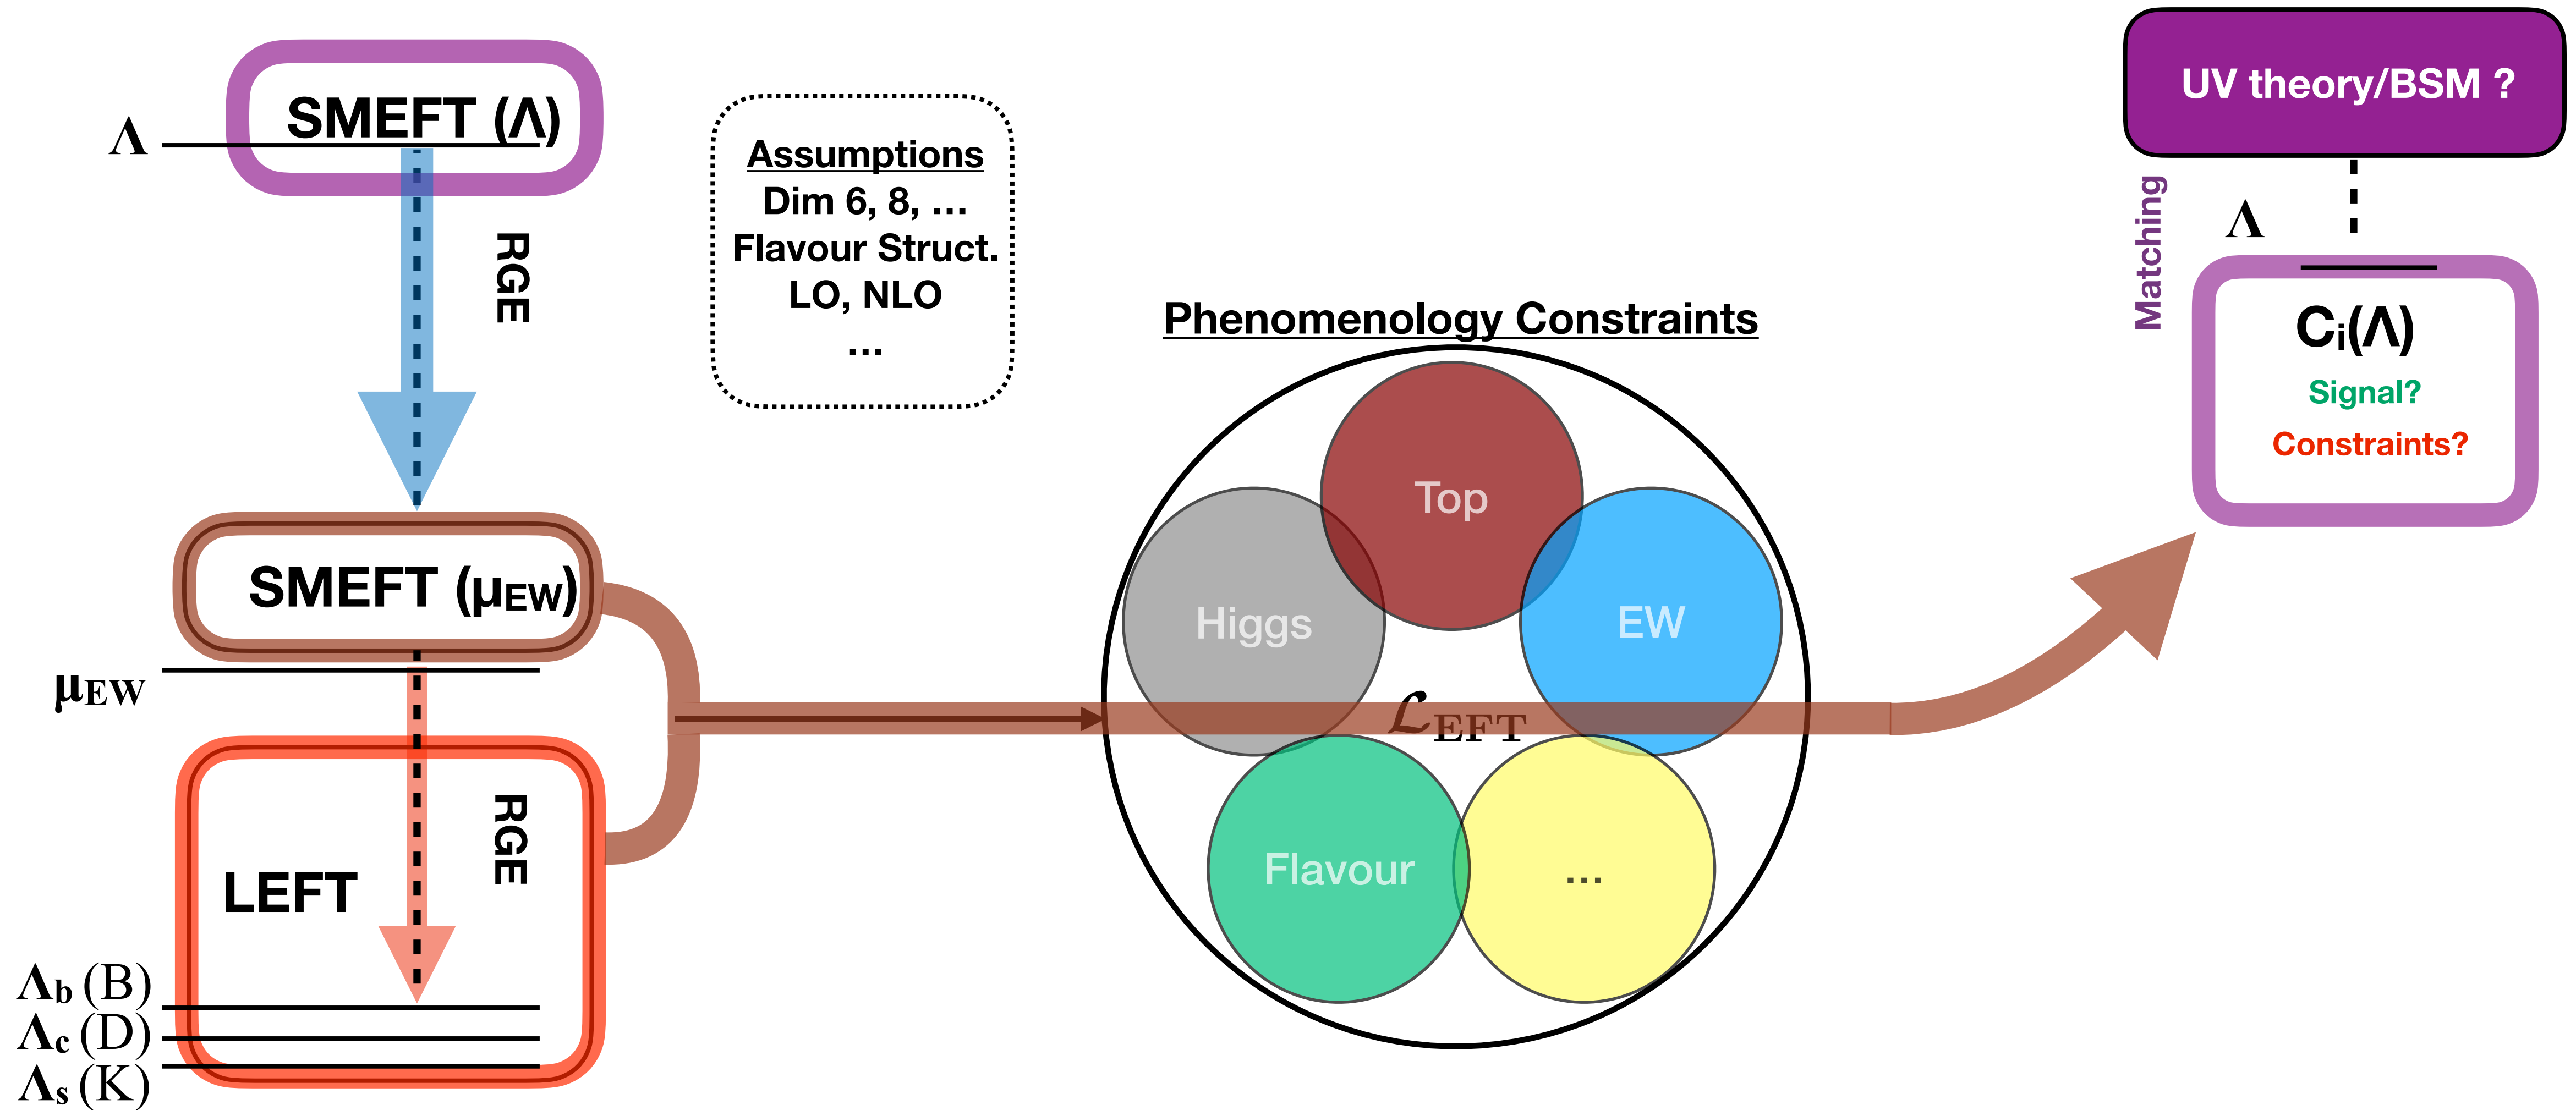 SMEFT (Λ)
Λ
RGE
SMEFT (μEW)
μEW
RGE
LEFT
Λb (B)
Λc (D)
Λs (K)
Assumptions
Dim 6, 8, …
Flavour Struct.
LO, NLO
…
Phenomenology Constraints
Top
Higgs
EW
ℒEFT
Flavour
…
UV theory/BSM ?
Matching
Λ
Ci(Λ)
Signal?
Constraints?